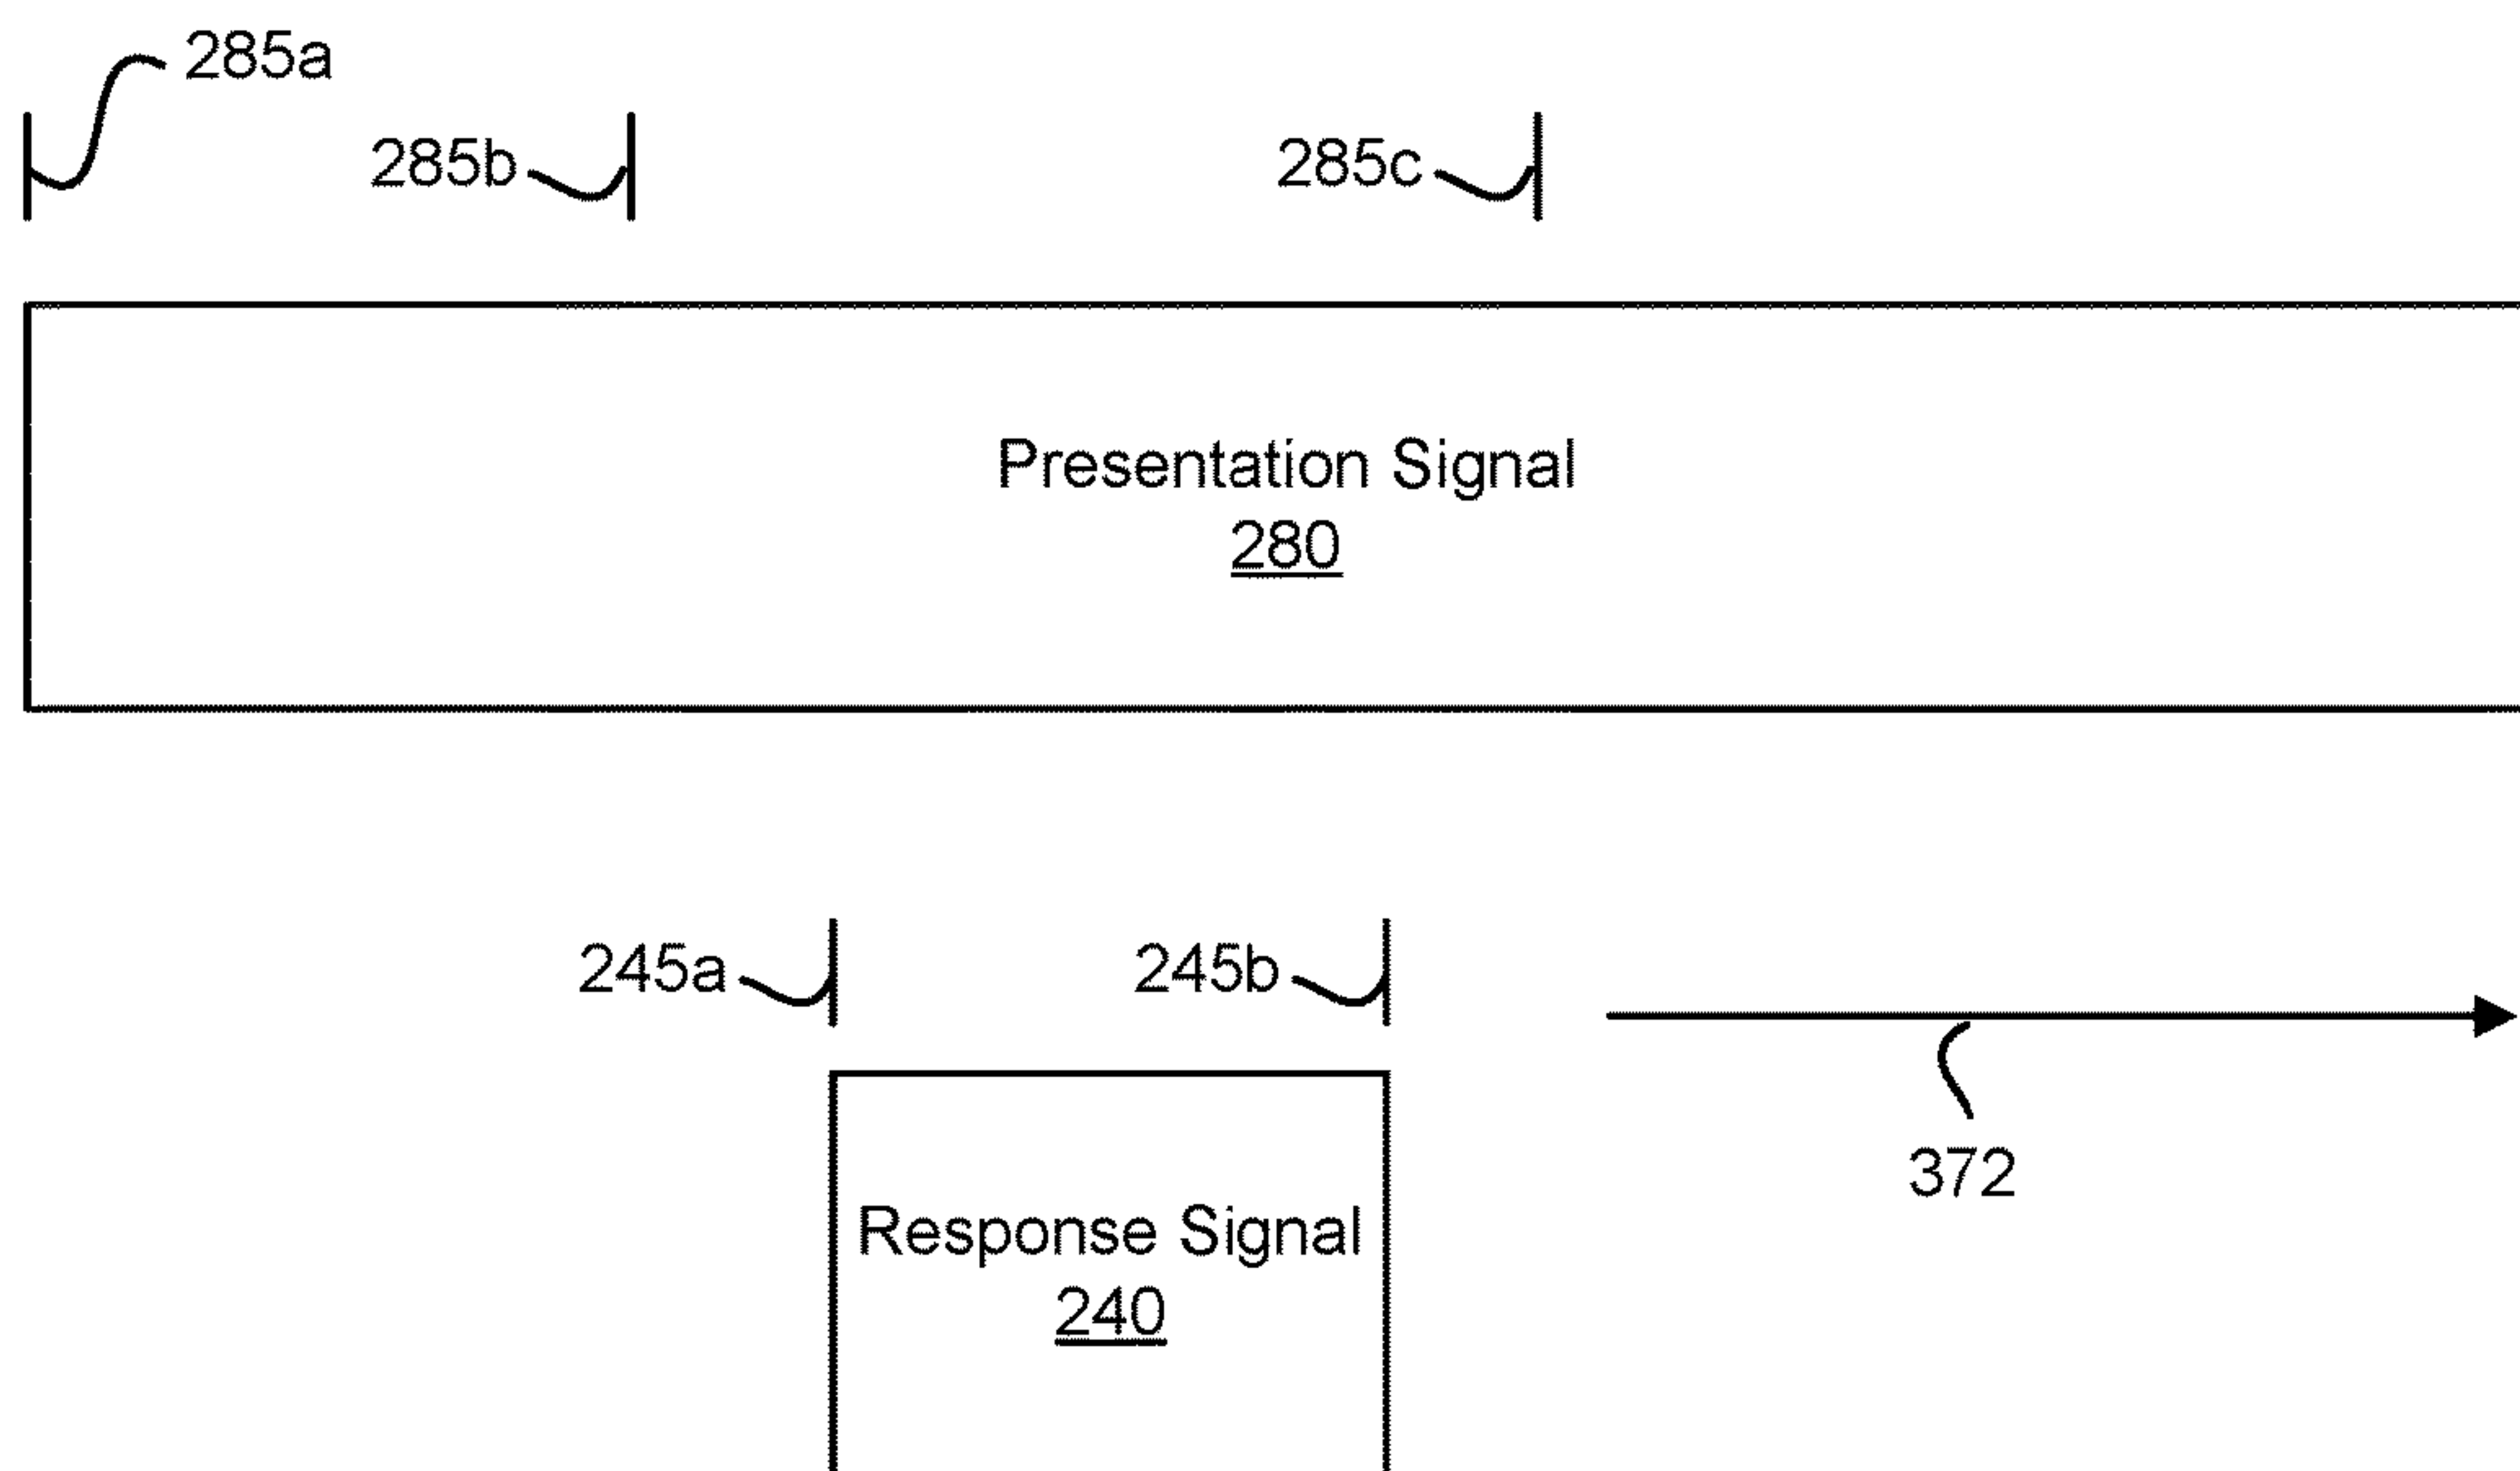 285a
285b
285c
Presentation Signal
280
245a
245b
372
Response Signal
240